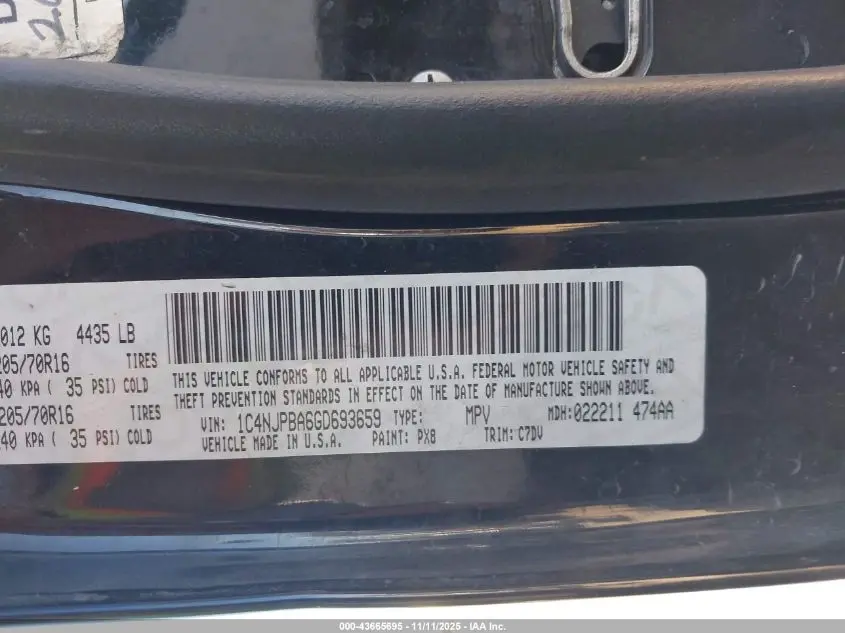 012 KG 4435 LB
205/70R16 TIRES
40 KPA ( 35 PSI) COLD
205/70R16 TIRES
40 KPA ( 35 PSI) COLD
THIS VEHICLE CONFORMS TO ALL APPLICABLE U.S.A. FEDERAL MOTOR VEHICLE SAFETY AND
THEFT PREVENTION STANDARDS IN EFFECT ON THE DATE OF MANUFACTURE SHOWN ABOVE.
VIN: 1C4NJPBA6GD693659 TYPE: MPV MDH:022211 474AA
VEHICLE MADE IN U.S.A. PAINT: PX8 TRIM: C7DV
000-43665695 - 11/11/2025 - IAA Inc.